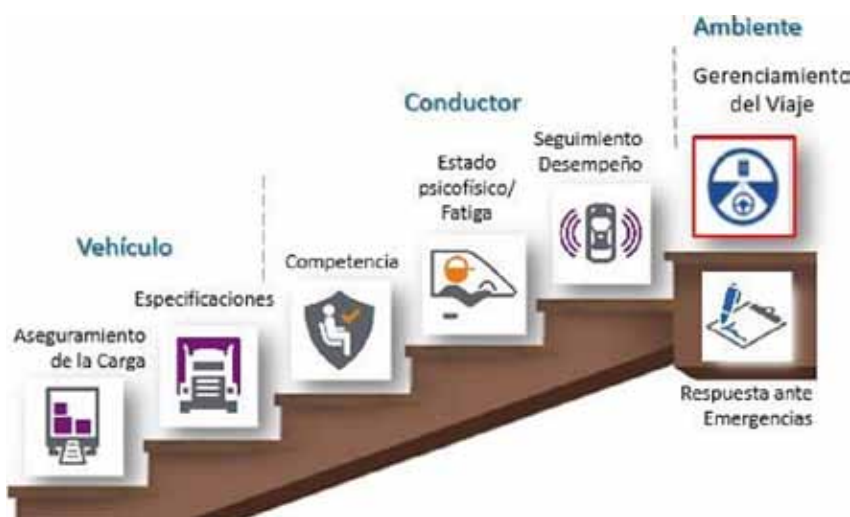 Ambiente
Gerenciamiento
del Viaje
Conductor
Seguimiento
Desempeño
Estado
psicofísico/
Fatiga
Vehículo
Competencia
Especificaciones
Aseguramiento
de la Carga
Respuesta ante
Emergencias